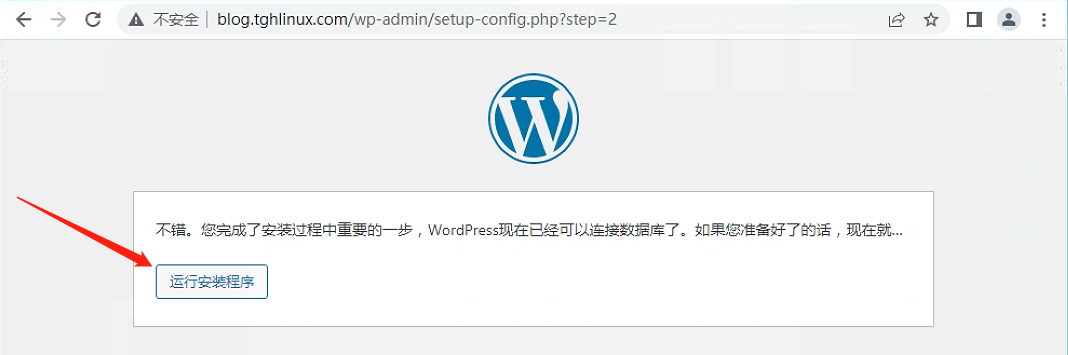 不安全
blog.tghlinux.com/wp-admin/setup-config.php?step=2
不错。您完成了安装过程中重要的一步，WordPress现在已经可以连接数据库了。如果您准备好了的话，现在就...
运行安装程序